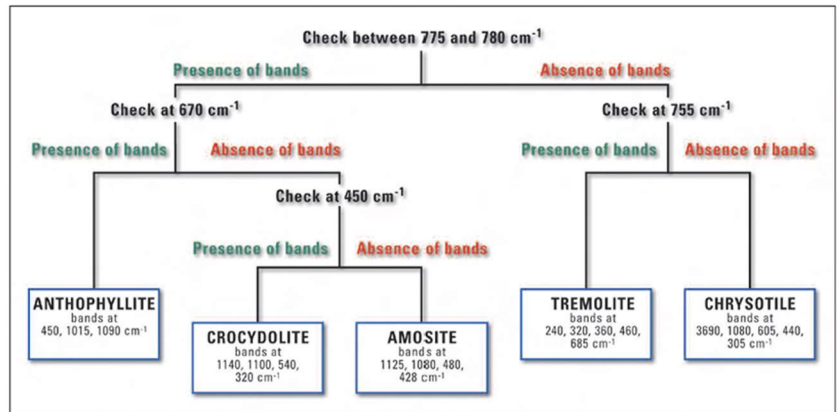 Check between 775 and 780 cm⁻¹
Presence of bands
Absence of bands
Check at 670 cm⁻¹
Check at 755 cm⁻¹
Presence of bands
Absence of bands
Presence of bands
Absence of bands
Check at 450 cm⁻¹
Presence of bands
Absence of bands
ANTHOPHYLLITE
bands at
450, 1015, 1090 cm⁻¹
CROCYDOLITE
bands at
1140, 1100, 540,
320 cm⁻¹
AMOSITE
bands at
1125, 1080, 480,
428 cm⁻¹
TREMOLITE
bands at
240, 320, 360, 460,
685 cm⁻¹
CHRYSOTILE
bands at
3690, 1080, 605, 440,
305 cm⁻¹